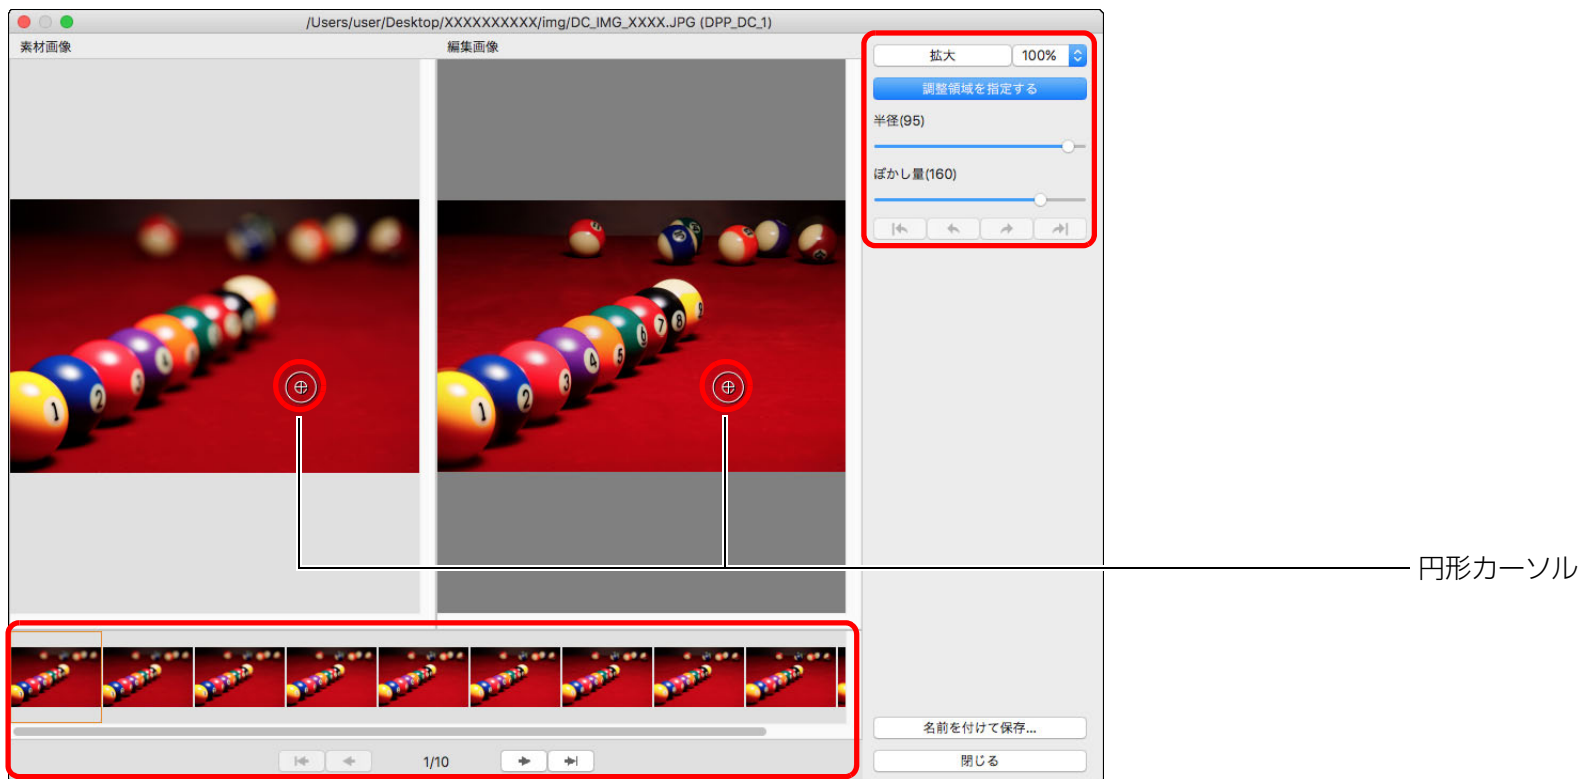 /Users/user/Desktop/XXXXXXXXXX/img/DC_IMG_XXXX.JPG (DPP_DC_1)
素材画像
編集画像
拡大
100%
調整領域を指定する
半径(95)
ぼかし量(160)
円形カーソル
1/10
名前を付けて保存...
閉じる